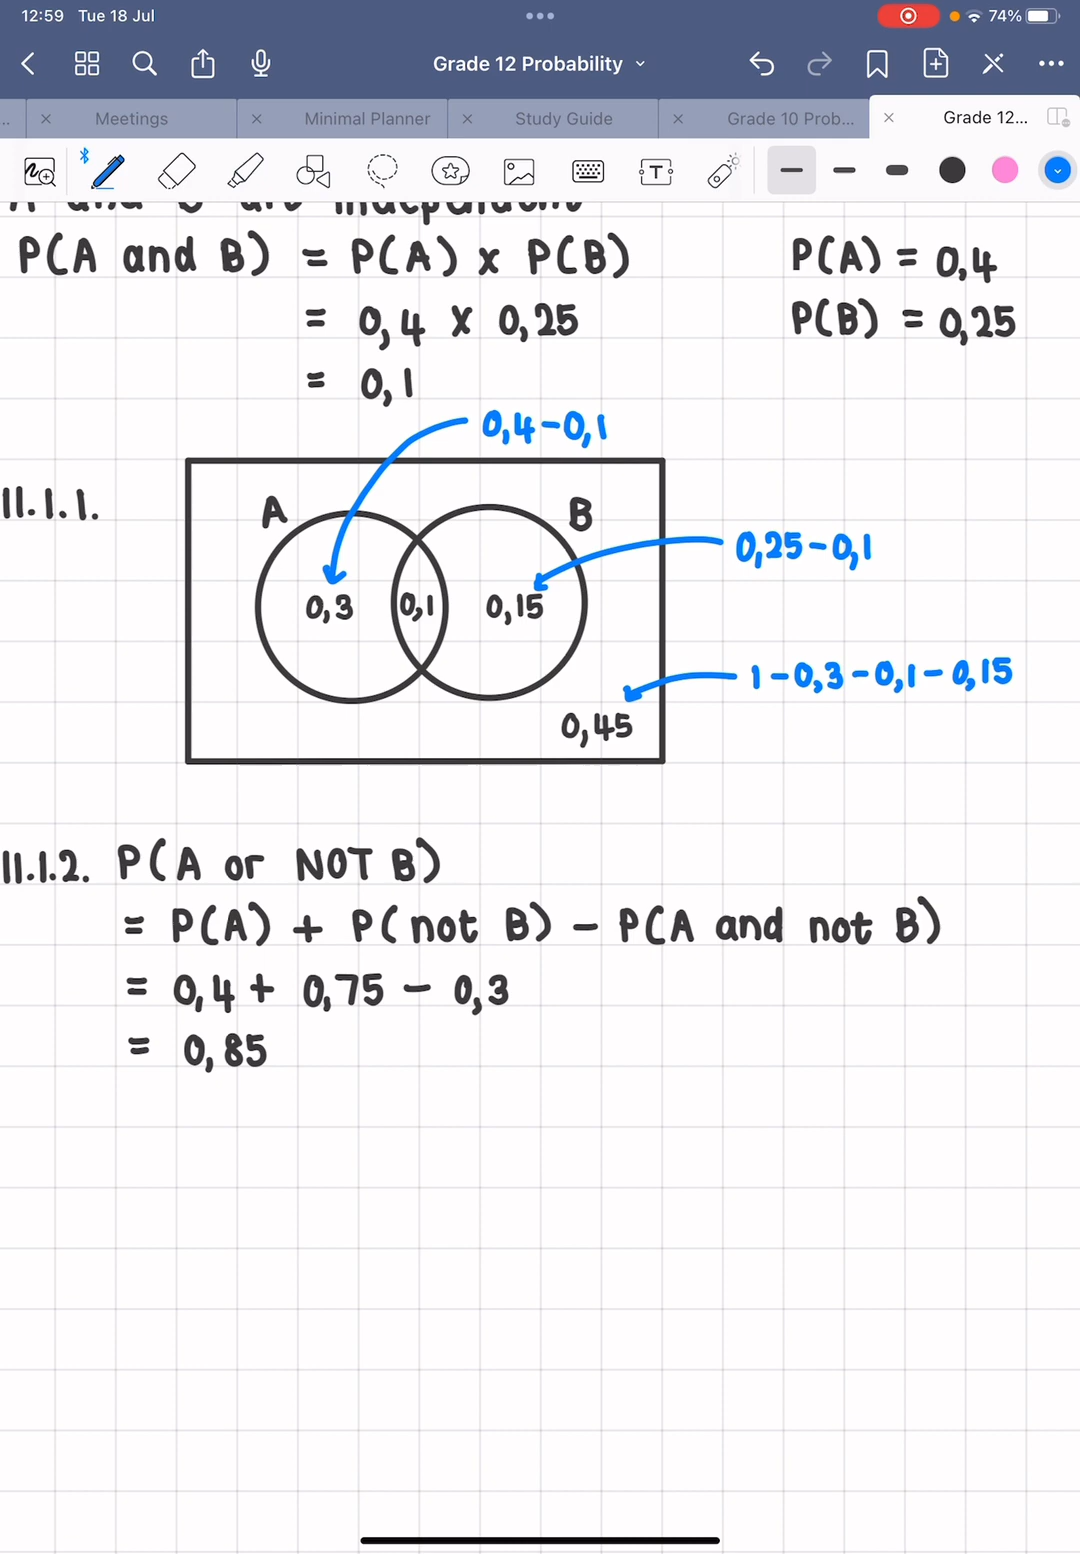 12:59 Tue 18 Jul
74%
Grade 12 Probability
Meetings
Minimal Planner
Study Guide
Grade 10 Prob...
Grade 12...
A and B are independent
P(A and B) = P(A) x P(B)
= 0,4 x 0,25
= 0,1
P(A) = 0,4
P(B) = 0,25
0,4-0,1
11.1.1.
A
B
0,25-0,1
0,3
0,1
0,15
1-0,3-0,1-0,15
0,45
11.1.2. P(A or NOT B)
= P(A) + P(not B) - P(A and not B)
= 0,4 + 0,75 - 0,3
= 0,85